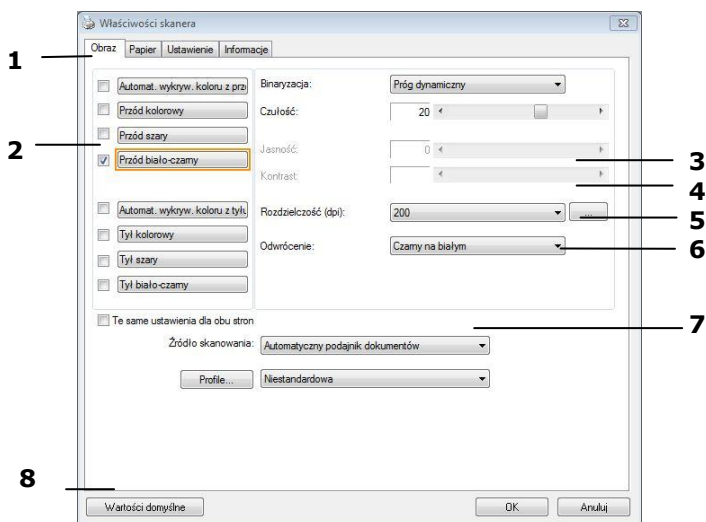 Właściwości skanera
Obraz Papier Ustawienie Informacje
1
Automat. wykryw. koloru z prz
Binaryzacja: Próg dynamiczny
Przód kolorowy
Czułość: 20
Przód szary
2
Jasność: 0
3
Przód biało-czarny
Kontrast:
4
Automat. wykryw. koloru z tyłu
Rozdzielczość (dpi): 200 ...
5
Tył kolorowy
Odwrócenie: Czarny na białym
6
Tył szary
Tył biało-czarny
Te same ustawienia dla obu stron
7
Źródło skanowania: Automatyczny podajnik dokumentów
Profile... Niestandardowa
8
Wartości domyślne OK Anuluj